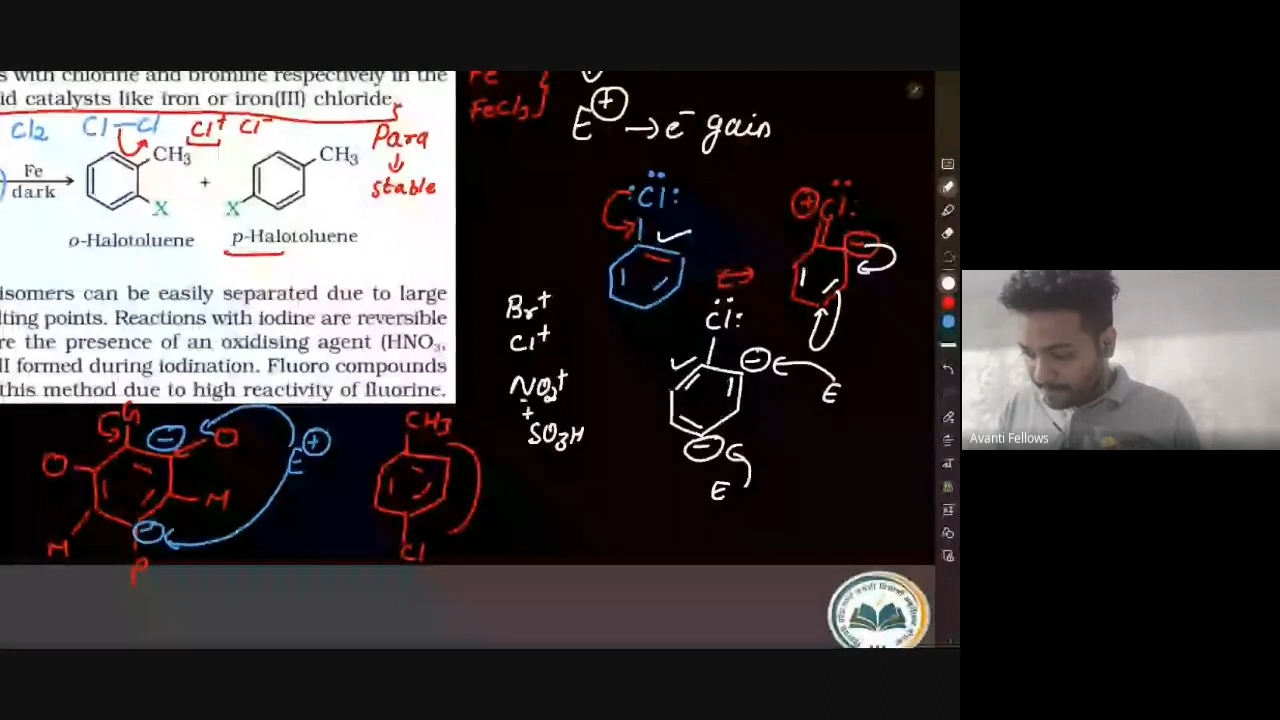 s with chlorine and bromine respectively in the
id catalysts like iron or iron(III) chloride
Cl2 Cl—Cl Cl+ Cl-
Fe
dark
CH3
X
+
CH3
X
o-Halotoluene p-Halotoluene
Para
↓
stable
isomers can be easily separated due to large
lting points. Reactions with iodine are reversible
re the presence of an oxidising agent (HNO3,
II formed during iodination. Fluoro compounds
this method due to high reactivity of fluorine.
Fe
FeCl3
E+ → e- gain
Cl:
+ Cl:
Cl:
Br+
Cl+
NO2+
+
SO3H
E
E
O
O
M
M
P
E+
CH3
Cl
Avanti Fellows